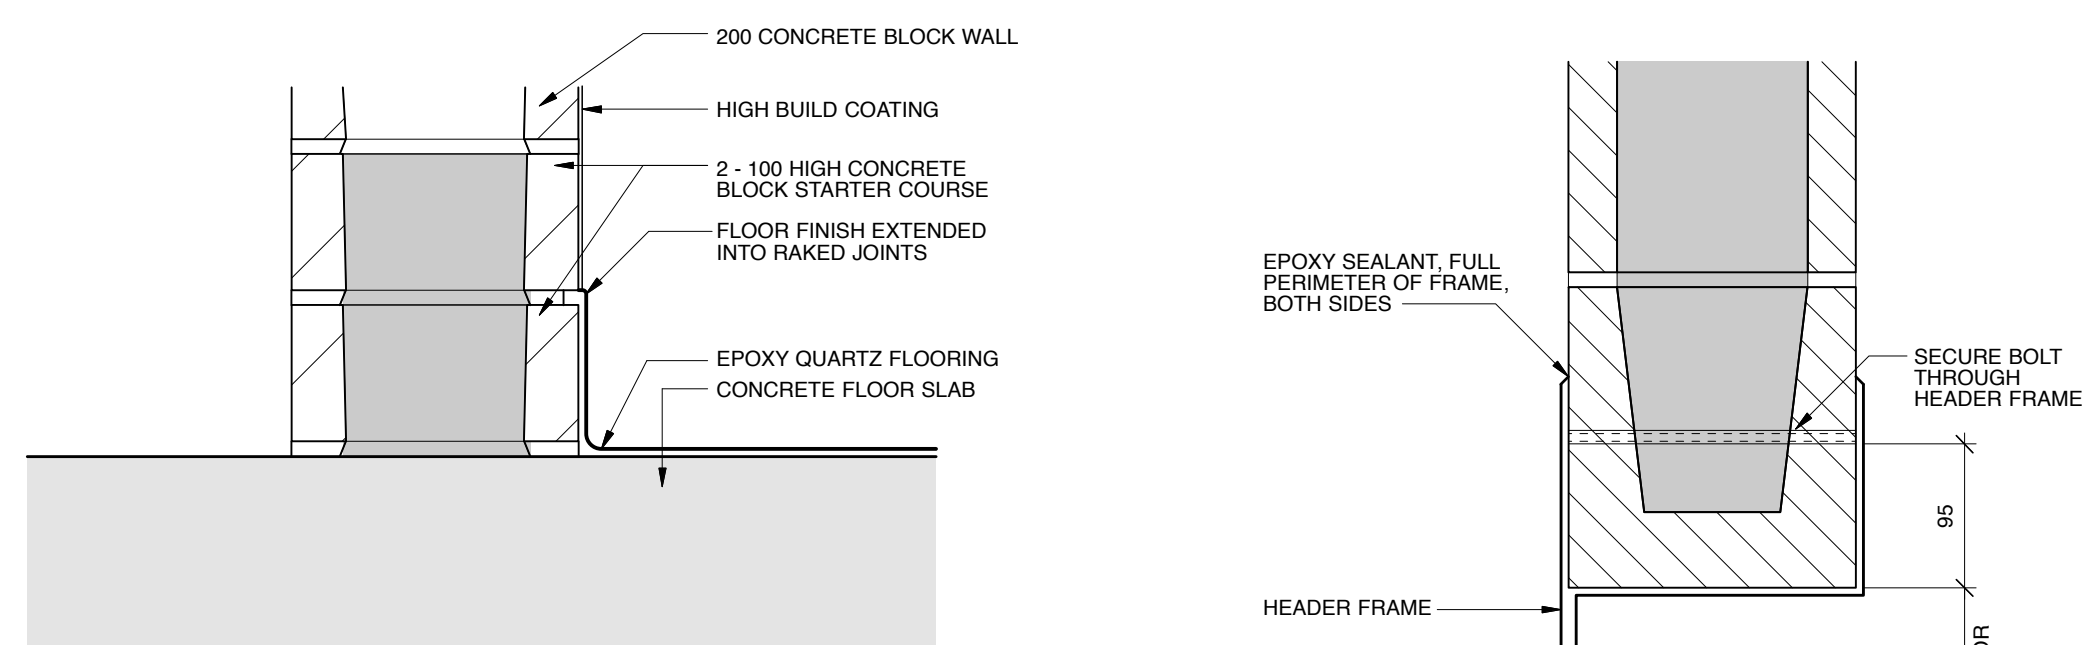 200 CONCRETE BLOCK WALL
HIGH BUILD COATING
2 - 100 HIGH CONCRETE
BLOCK STARTER COURSE
FLOOR FINISH EXTENDED
INTO RAKED JOINTS
EPOXY QUARTZ FLOORING
CONCRETE FLOOR SLAB
EPOXY SEALANT, FULL
PERIMETER OF FRAME,
BOTH SIDES
SECURE BOLT
THROUGH
HEADER FRAME
95
HEADER FRAME